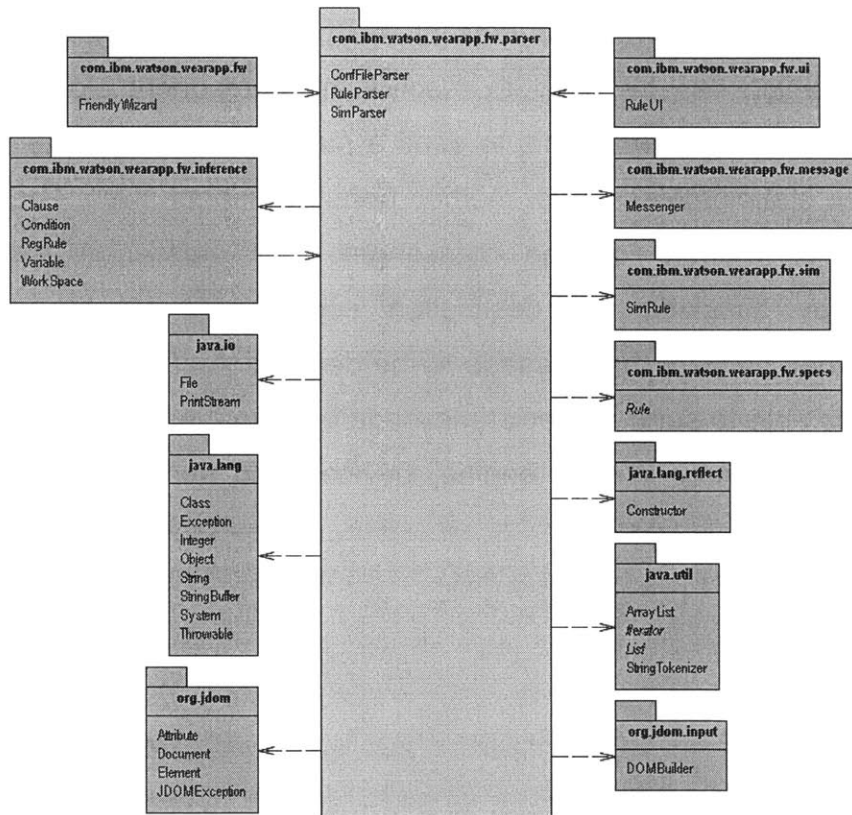 com.ibm.watson.wearapp.fw.parser
ConfFileParser
RuleParser
SimParser
com.ibm.watson.wearapp.fw
FriendlyWizard
com.ibm.watson.wearapp.fw.inference
Clause
Condition
RegRule
Variable
WorkSpace
java.io
File
PrintStream
java.lang
Class
Exception
Integer
Object
String
StringBuffer
System
Throwable
org.jdom
Attribute
Document
Element
JDOMException
com.ibm.watson.wearapp.fw.ui
RuleUI
com.ibm.watson.wearapp.fw.message
Messenger
com.ibm.watson.wearapp.fw.sim
SimRule
com.ibm.watson.wearapp.fw.specs
Rule
java.lang.reflect
Constructor
java.util
ArrayList
Iterator
List
StringTokenizer
org.jdom.input
DOMBuilder